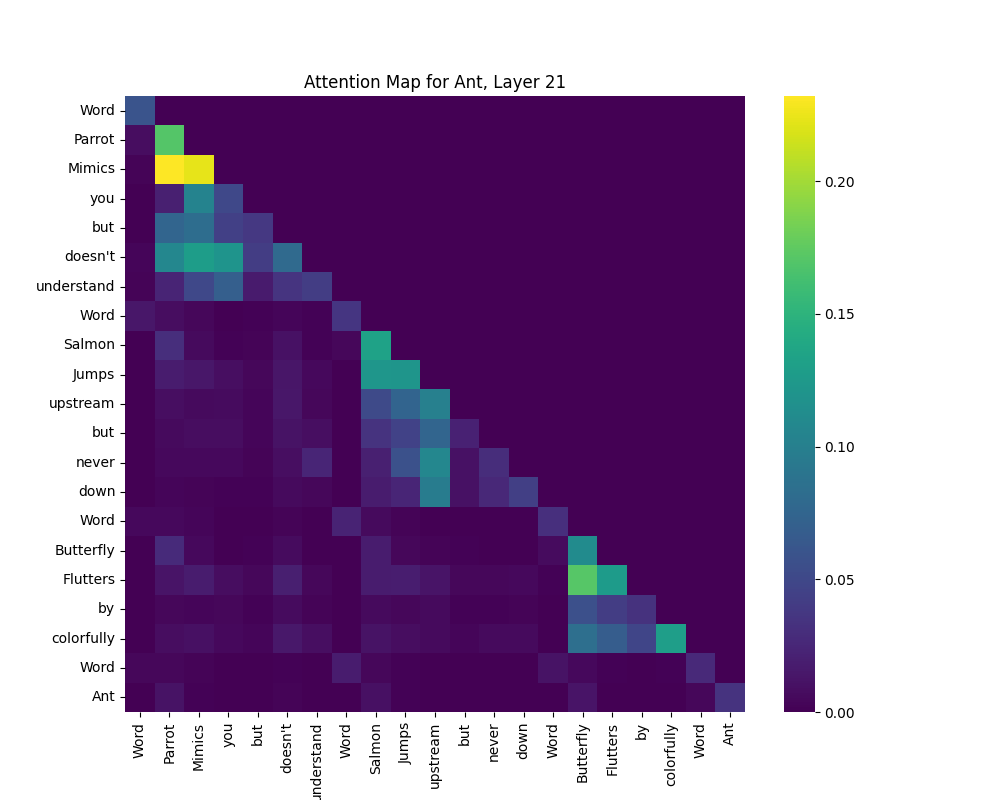 Attention Map for Ant, Layer 21
Word
Parrot
Mimics
you
but
doesn't
understand
Word
Salmon
Jumps
upstream
but
never
down
Word
Butterfly
Flutters
by
colorfully
Word
Ant
Word
Parrot
Mimics
you
but
doesn't
understand
Word
Salmon
Jumps
upstream
but
never
down
Word
Butterfly
Flutters
by
colorfully
Word
Ant
0.20
0.15
0.10
0.05
0.00